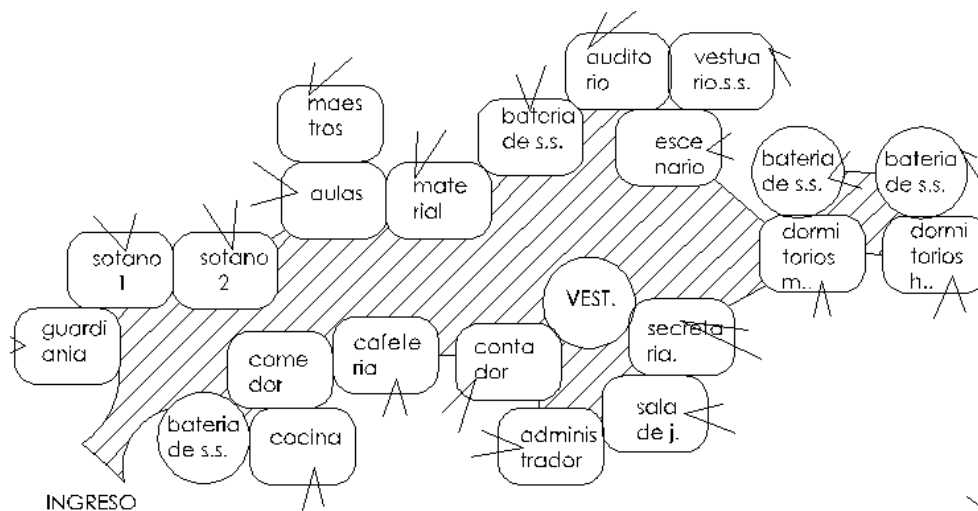 audito
rio
vestua
rio.s.s.
maes
tros
bateria
de s.s.
esce
nario
bateria
de s.s.
bateria
de s.s.
aulas
mate
rial
dormi
torios
m..
dormi
torios
h..
sotano
1
sotano
2
VEST.
guardi
ania
come
dor
cafele
ria
conta
dor
secreta
ria.
bateria
de s.s.
cocina
adminis
trador
sala
de j.
INGRESO